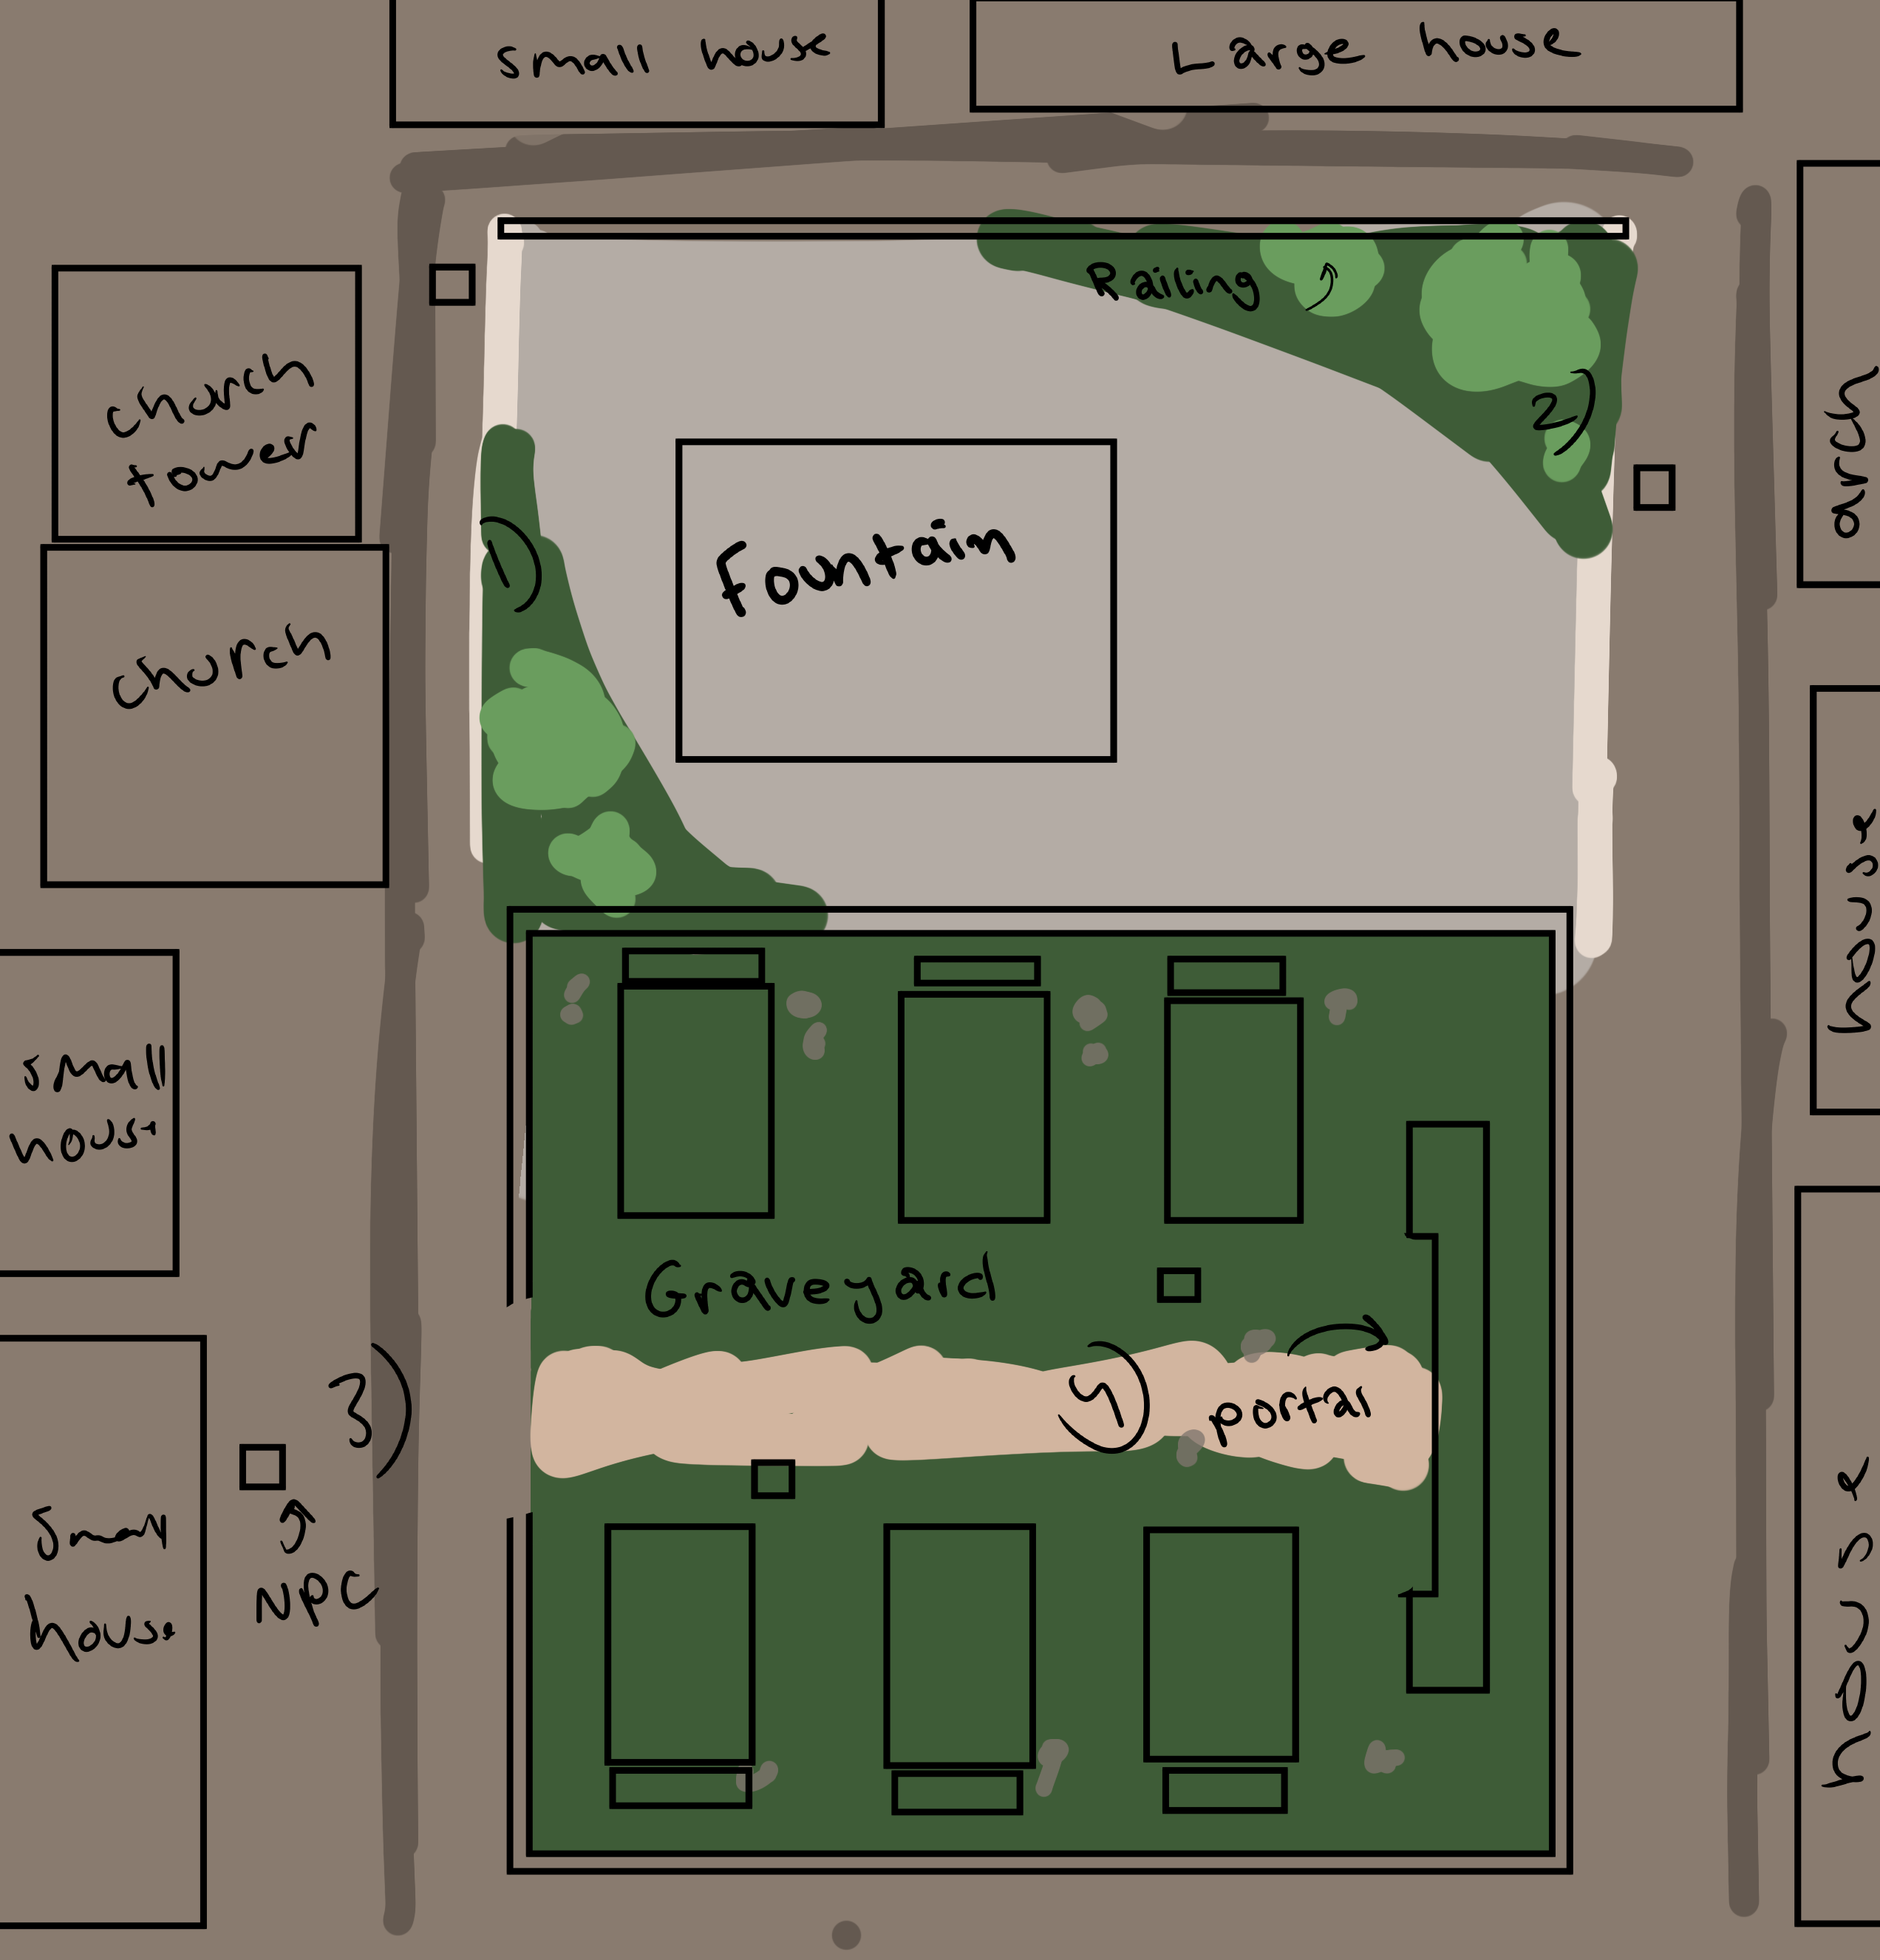 small house
Large house
Railing
church
tower
arch
2
)
Fountain
church
house
small
house
Graveyard
3)
4)
portal
NPC
Small
house
house